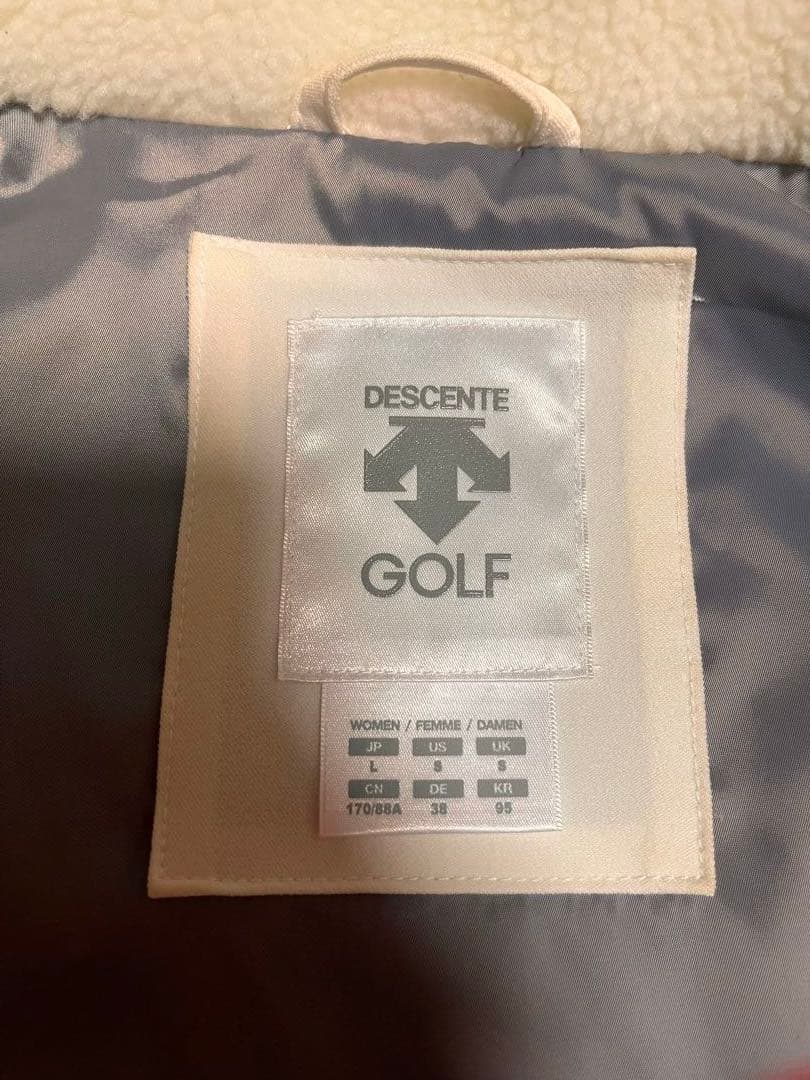 DESCENTE
GOLF
WOMEN / FEMME / DAMEN
JP US UK
L S S
CN DE KR
170/88A 38 95